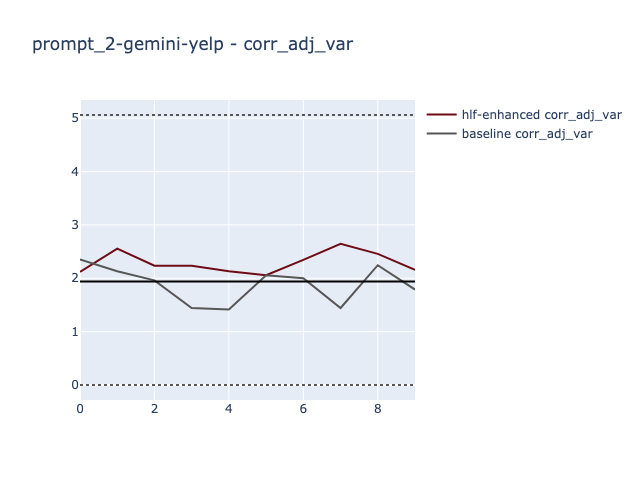 prompt_2-gemini-yelp - corr_adj_var
hlf-enhanced corr_adj_var
baseline corr_adj_var
5
4
3
2
1
0
0 2 4 6 8